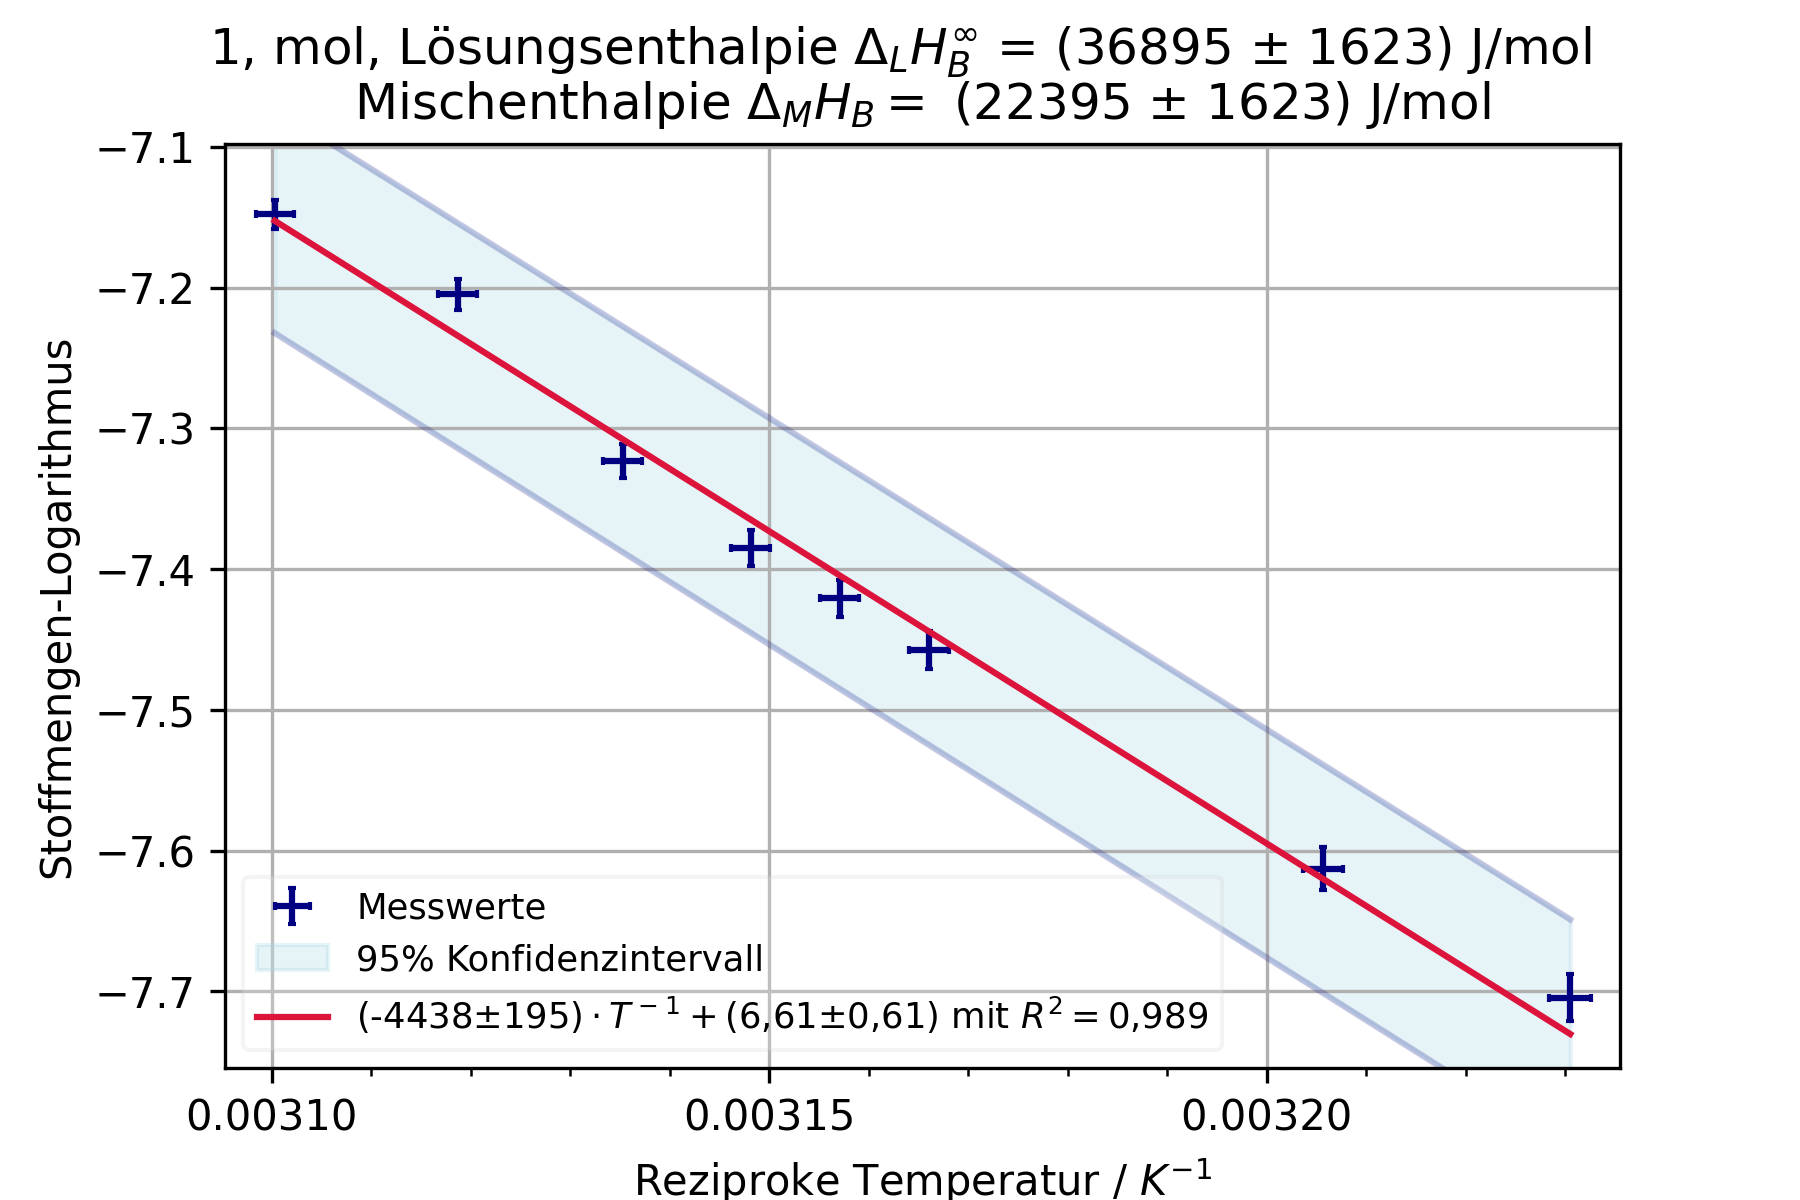 1, mol, Lösungsenthalpie Δ_L H_B^∞ = (36895 ± 1623) J/mol
Mischenthalpie Δ_M H_B = (22395 ± 1623) J/mol
Stoffmengen-Logarithmus
−7.1
−7.2
−7.3
−7.4
−7.5
−7.6
−7.7
Messwerte
95% Konfidenzintervall
(-4438±195) · T⁻¹ + (6,61±0,61) mit R² = 0,989
0.00310 0.00315 0.00320
Reziproke Temperatur / K⁻¹